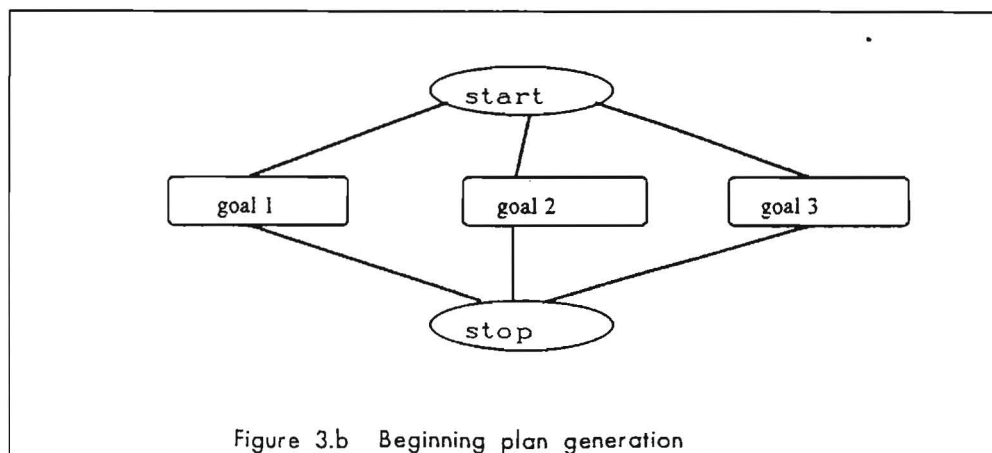 start
goal 1 goal 2 goal 3
stop
Figure 3.b Beginning plan generation